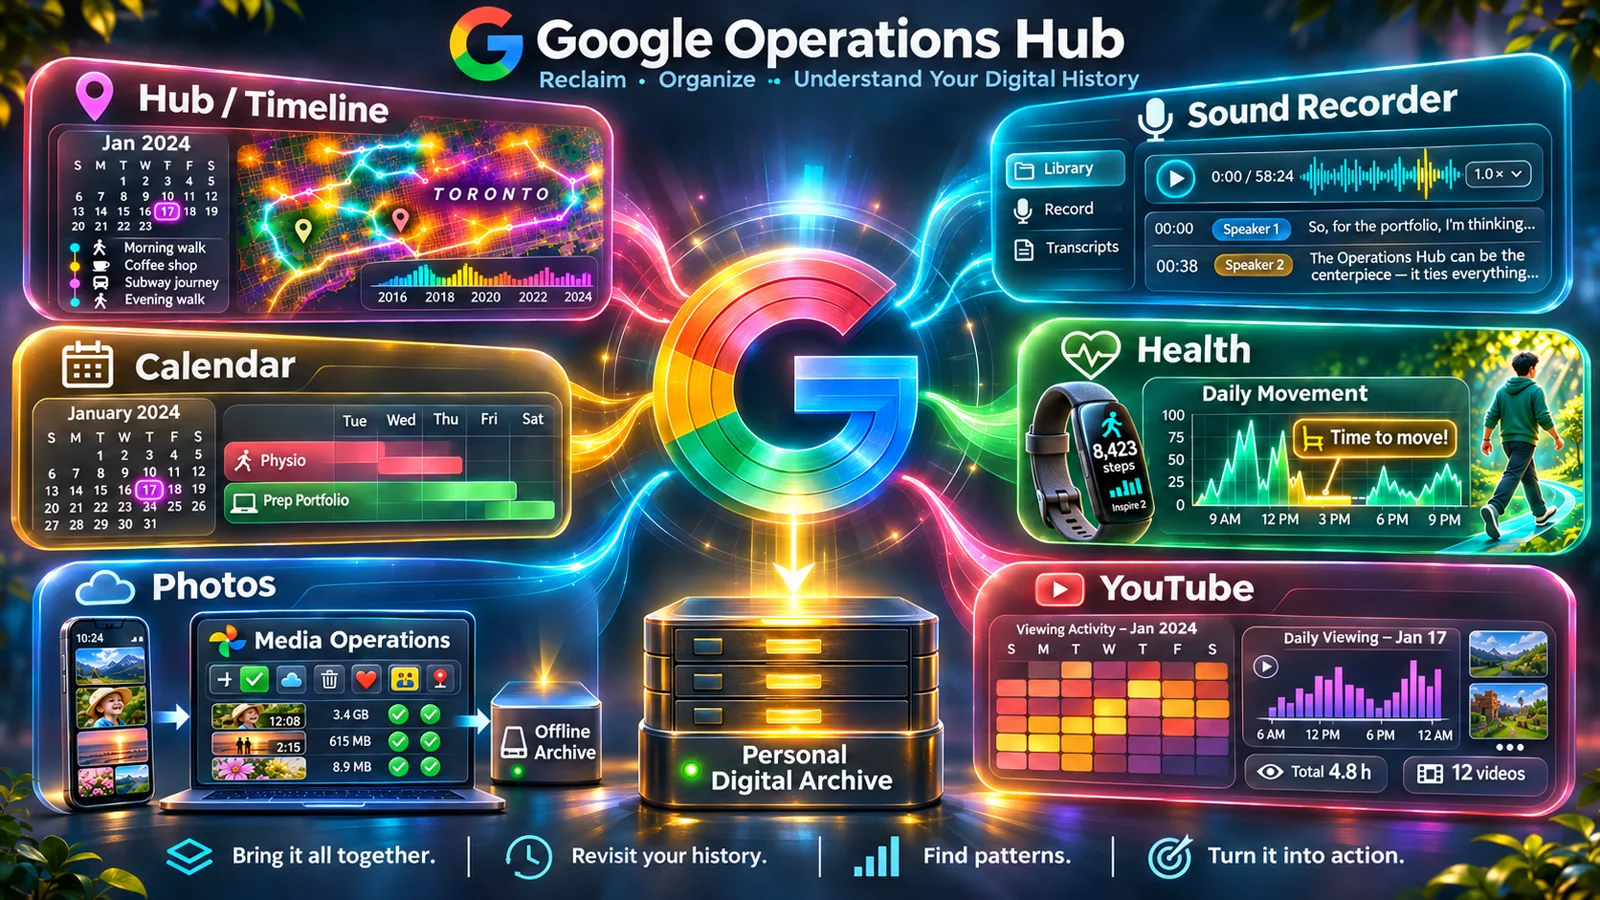 Google Operations Hub
Reclaim • Organize •• Understand Your Digital History
Hub / Timeline
Jan 2024
S M T W T F S
1 2 3 4 5
6 7 8 9 10 11 12
13 14 15 16 17 18 19
20 21 22 23
Morning walk
Coffee shop
Subway journey
Evening walk
TORONTO
2016 2018 2020 2022 2024
Calendar
January 2024
S M T W T F S
1 2 3 4 5
6 7 8 9 10 11 12
13 14 15 16 17 18 19
20 21 22 23 24 25 26
27 28 29 30 31
Tue Wed Thu Fri Sat
Physio
Prep Portfolio
Photos
10:24
Media Operations
12:08 3.4 GB
2:15 615 MB
8.9 MB
Offline
Archive
Personal
Digital Archive
Sound Recorder
Library
Record
Transcripts
0:00 / 58:24 1.0×
00:00 Speaker 1 So, for the portfolio, I'm thinking...
00:38 Speaker 2 The Operations Hub can be the
centerpiece – it ties everything...
Health
8,423
steps
Inspire 2
Daily Movement
100
75
50
25
0
Time to move!
9 AM 12 PM 3 PM 6 PM 9 PM
YouTube
Viewing Activity – Jan 2024
S M T W T F S
Daily Viewing – Jan 17
6 AM 12 PM 6 PM 12 AM
Total 4.8 h
12 videos
Bring it all together.
Revisit your history.
Find patterns.
Turn it into action.